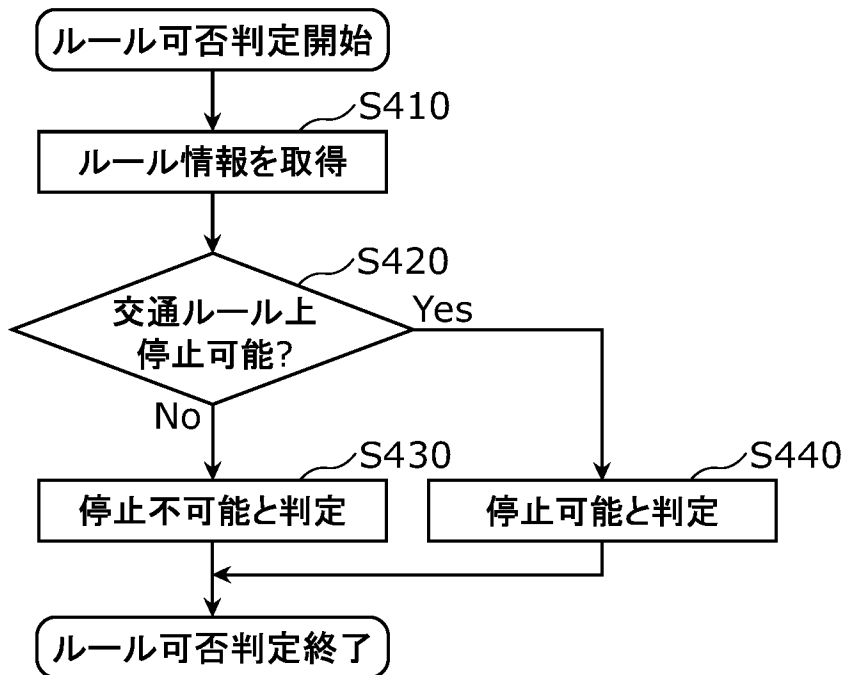 ルール可否判定開始
S410
ルール情報を取得
S420
交通ルール上
停止可能?
Yes
No
S430
停止不可能と判定
S440
停止可能と判定
ルール可否判定終了